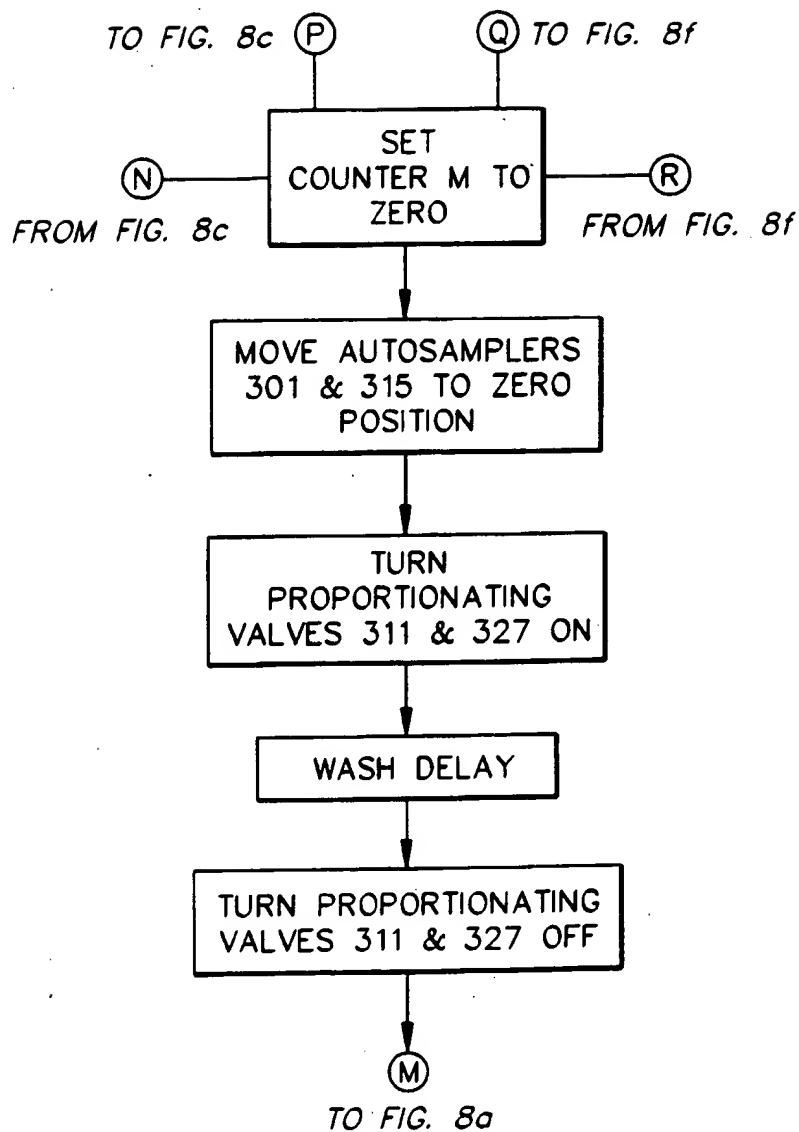 TO FIG. 8c P
Q TO FIG. 8f
SET
COUNTER M TO
ZERO
N
R
FROM FIG. 8c
FROM FIG. 8f
MOVE AUTOSAMPLERS
301 & 315 TO ZERO
POSITION
TURN
PROPORTIONATING
VALVES 311 & 327 ON
WASH DELAY
TURN PROPORTIONATING
VALVES 311 & 327 OFF
M
TO FIG. 8a